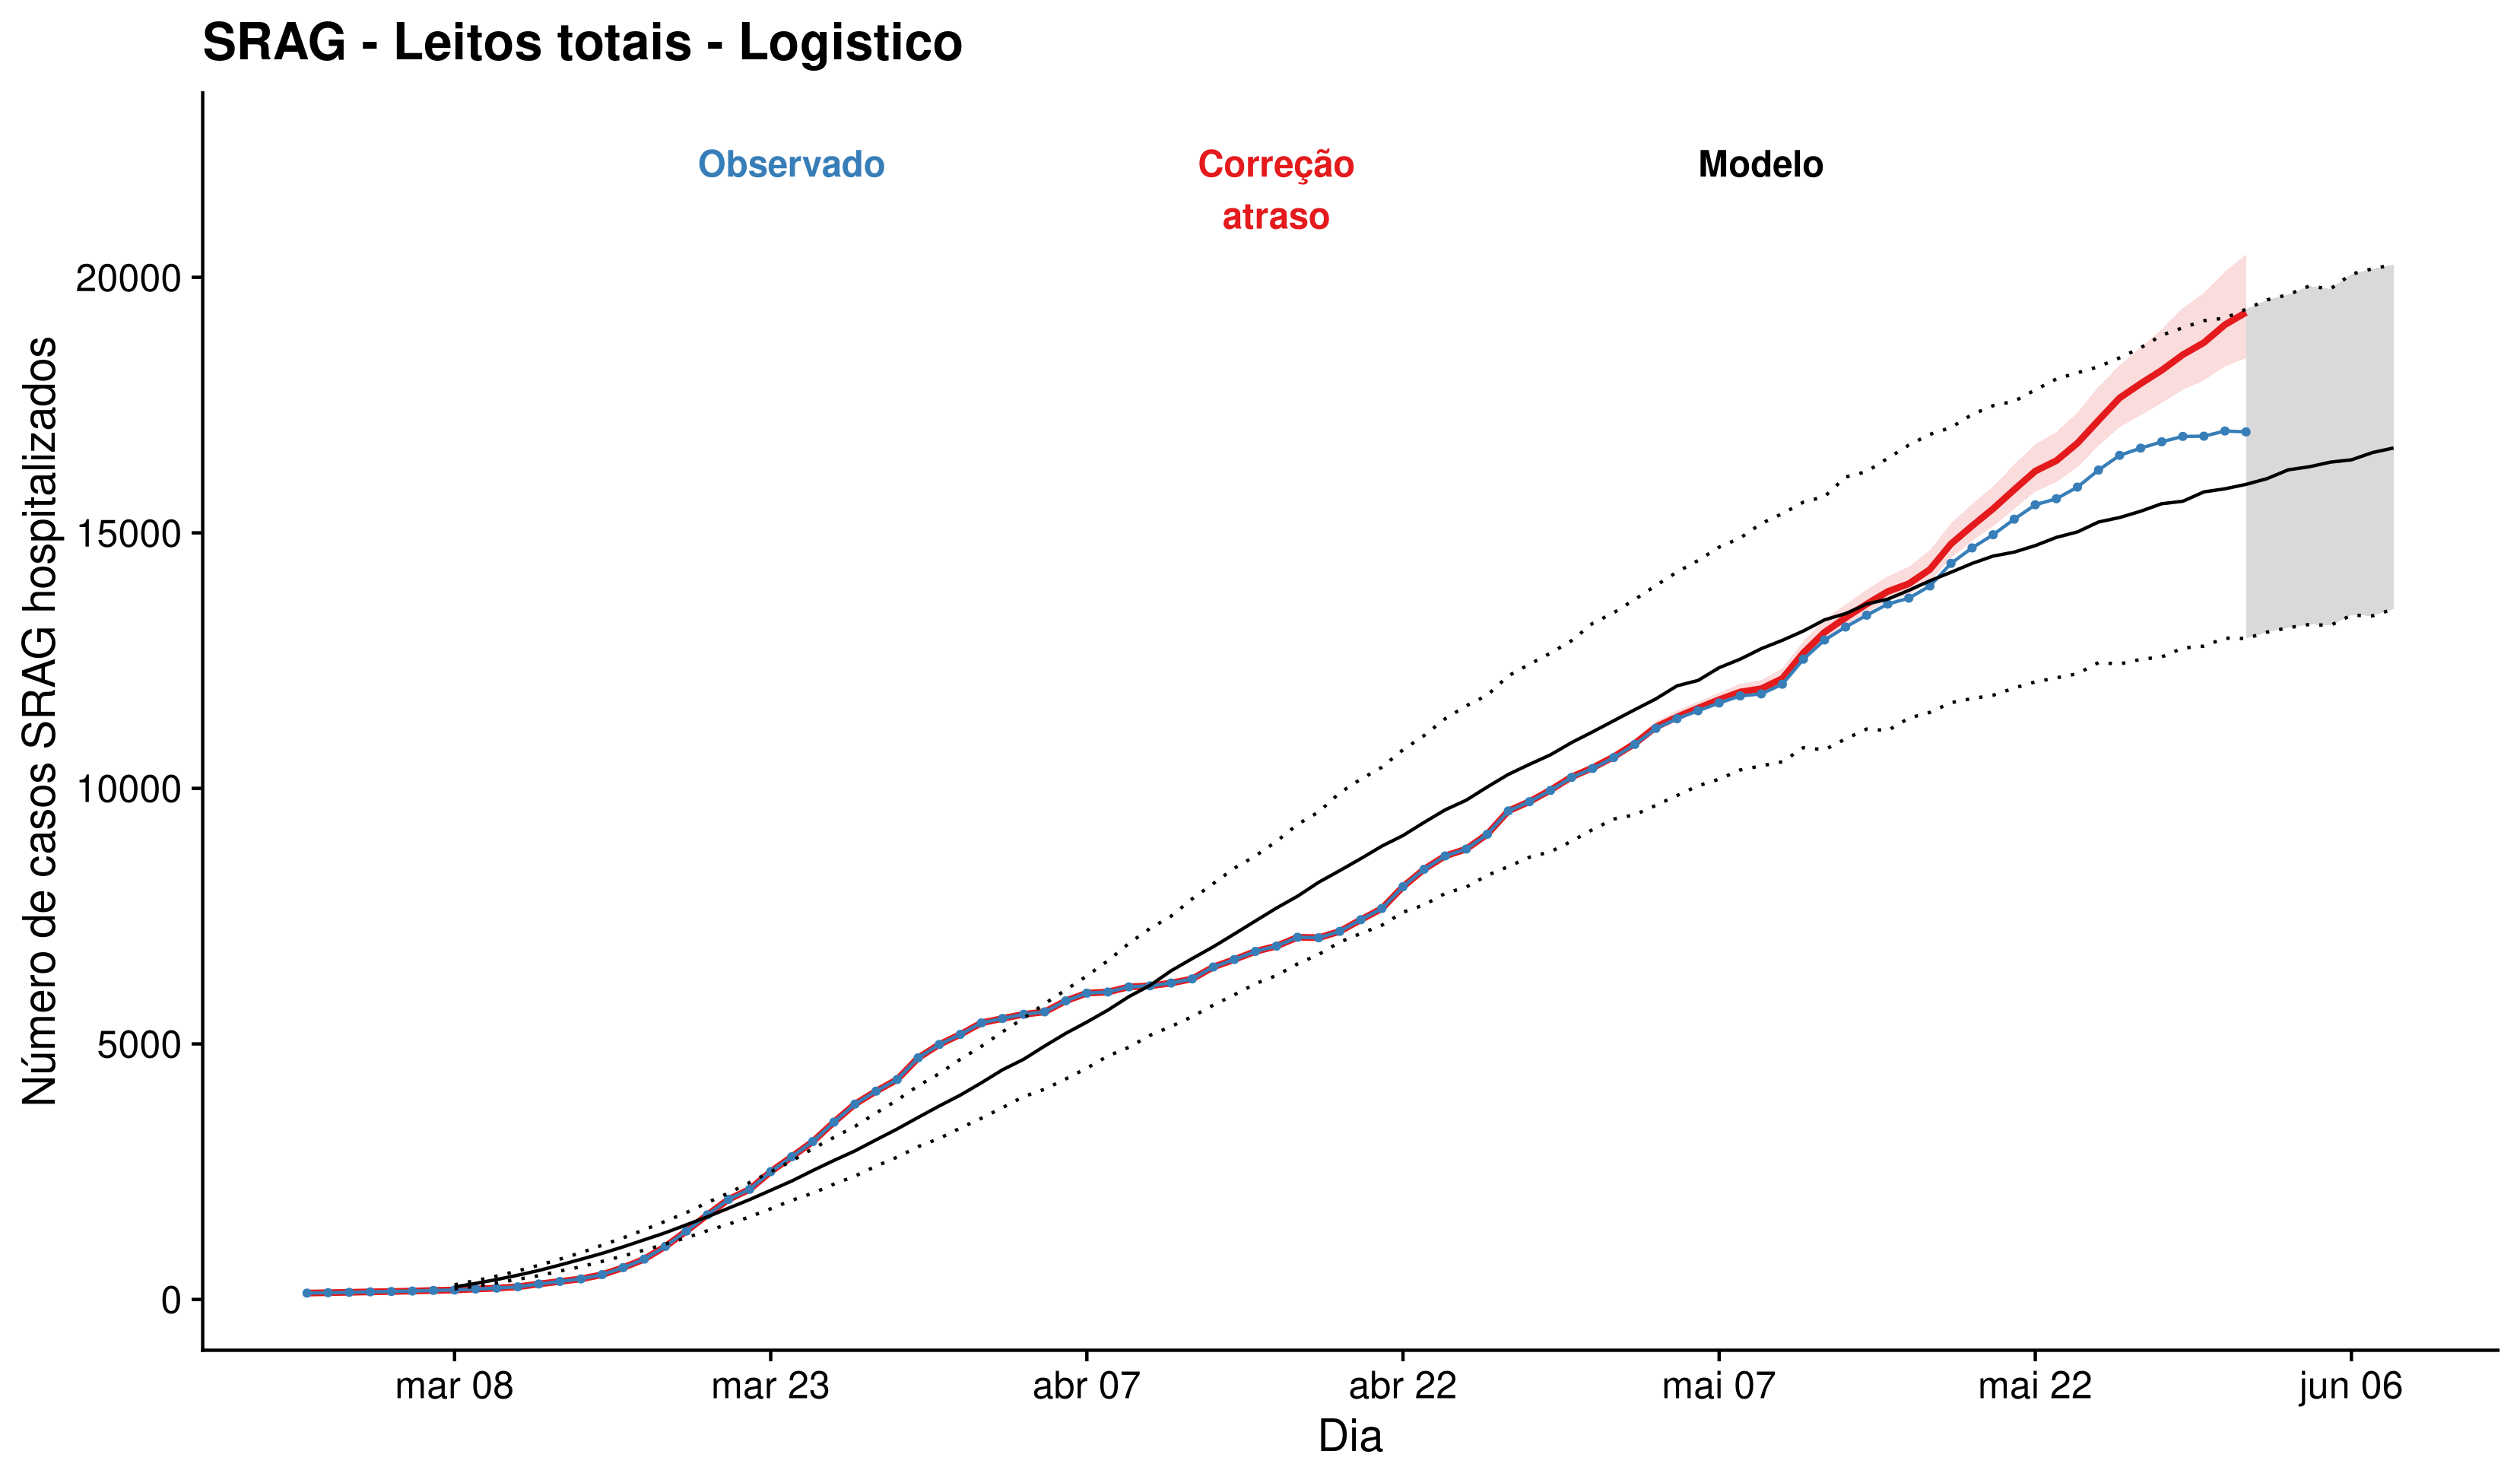 SRAG - Leitos totais - Logistico
Observado
Correção
atraso
Modelo
Número de casos SRAG hospitalizados
20000
15000
10000
5000
0
mar 08
mar 23
abr 07
abr 22
mai 07
mai 22
jun 06
Dia